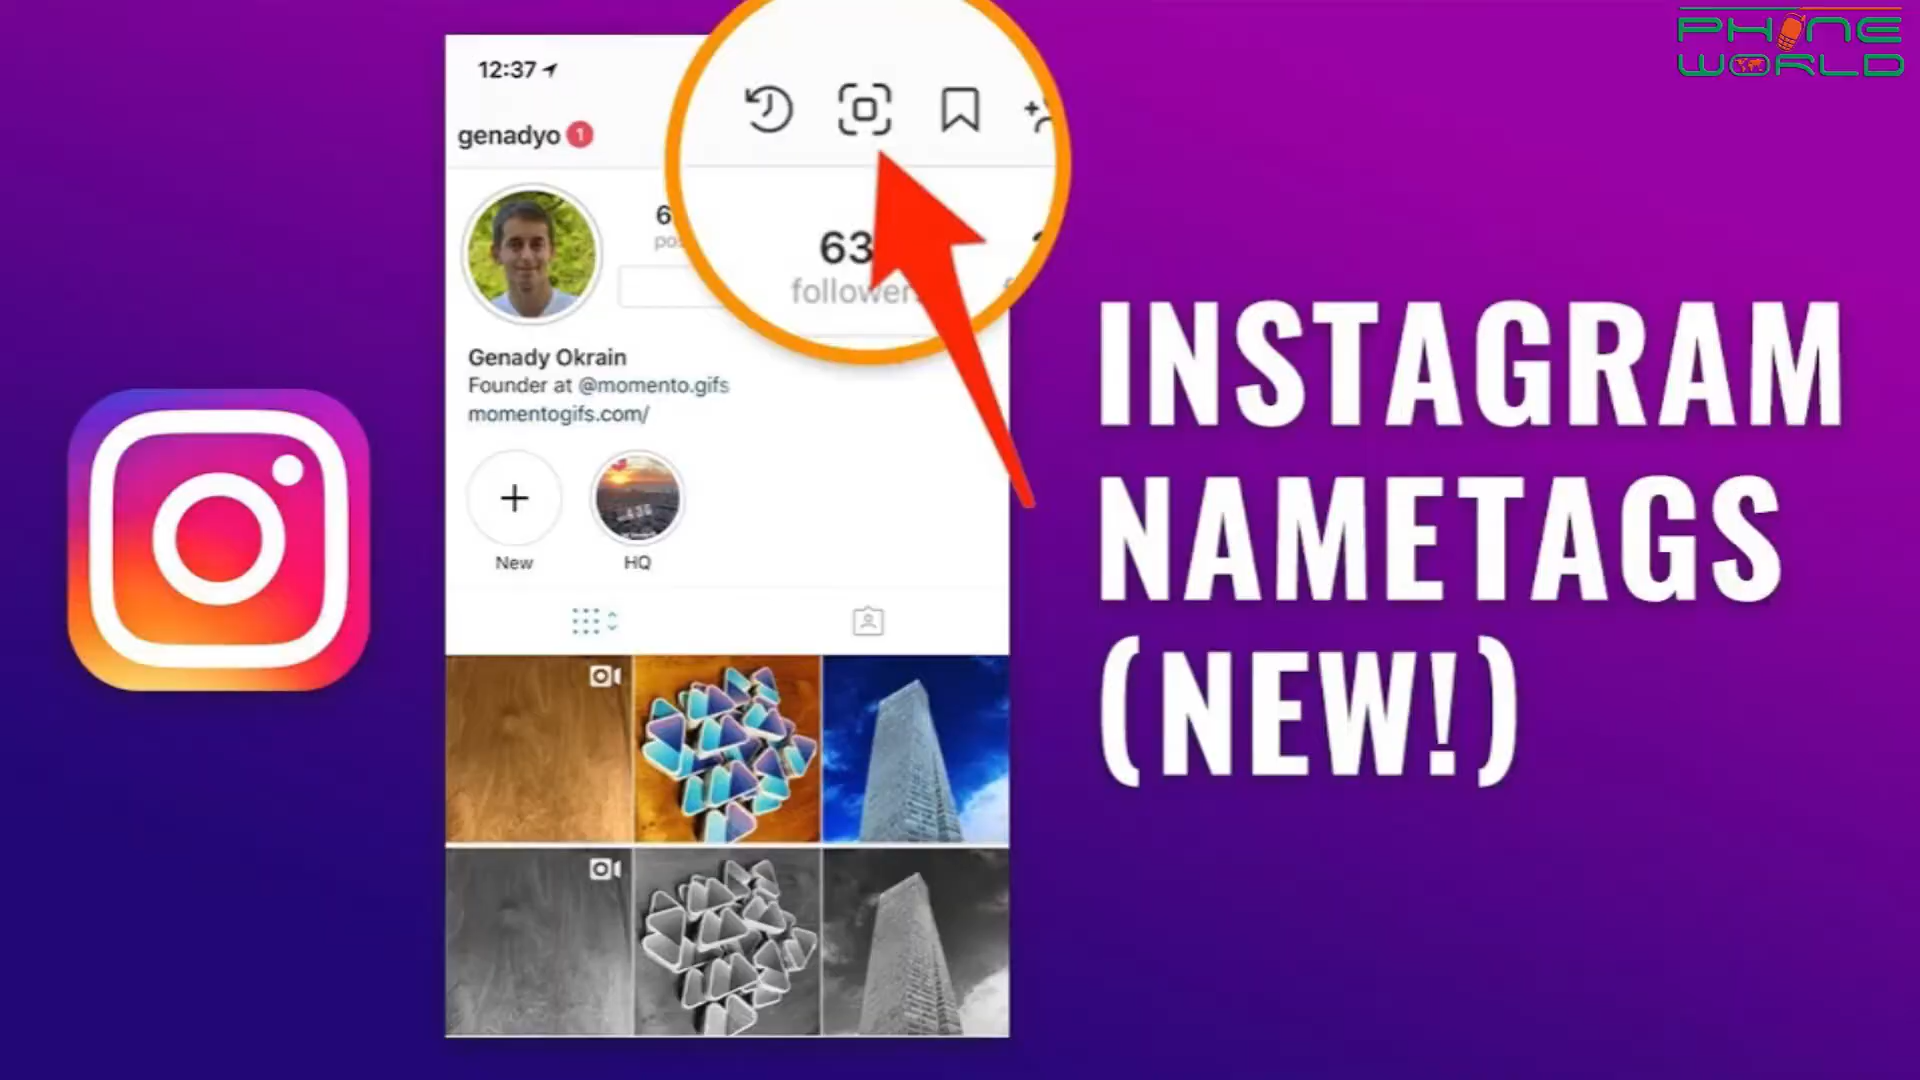 PHONE
WORLD
12:37
genadyo 1
63
followers
Genady Okrain
Founder at @momento.gifs
momentogifs.com/
New
HQ
INSTAGRAM
NAMETAGS
(NEW!)